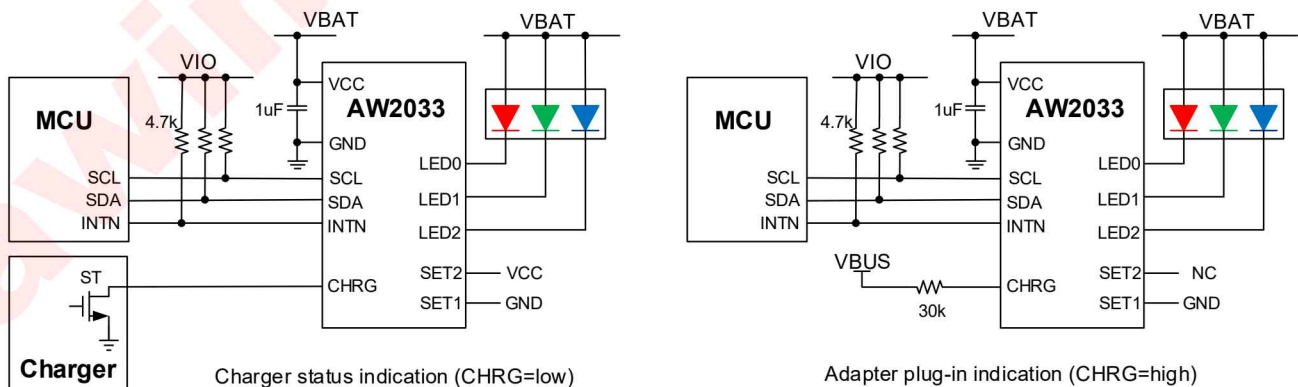 VBAT
VBAT
VIO
MCU
4.7k
1uF
VCC
AW2033
GND
LED0
SCL
SCL
SDA
SDA
LED1
INTN
INTN
LED2
ST
CHRG
SET2
VCC
SET1
GND
Charger
Charger status indication (CHRG=low)
VBAT
VBAT
VIO
MCU
4.7k
1uF
VCC
AW2033
GND
LED0
SCL
SCL
SDA
SDA
LED1
INTN
INTN
LED2
VBUS
30k
CHRG
SET2
NC
SET1
GND
Adapter plug-in indication (CHRG=high)